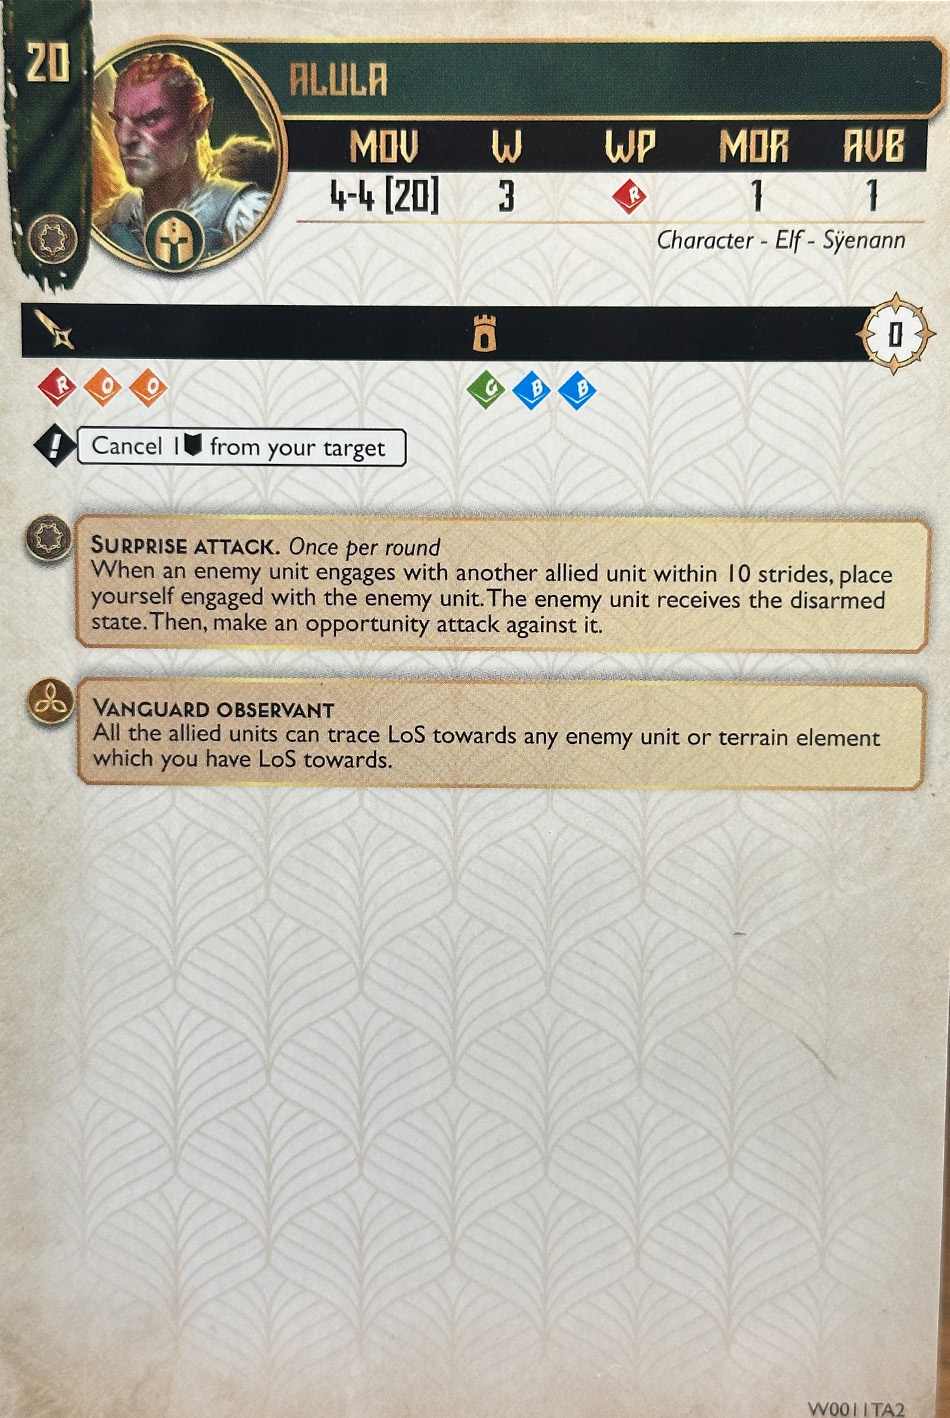 20
ALULA
MOV W WP MOR AVB
4-4 [20] 3 R 1 1
Character - Elf - Sÿenann
0
R O O G B B
! Cancel 1 from your target
SURPRISE ATTACK. Once per round
When an enemy unit engages with another allied unit within 10 strides, place
yourself engaged with the enemy unit. The enemy unit receives the disarmed
state. Then, make an opportunity attack against it.
VANGUARD OBSERVANT
All the allied units can trace LoS towards any enemy unit or terrain element
which you have LoS towards.
W0011TA2